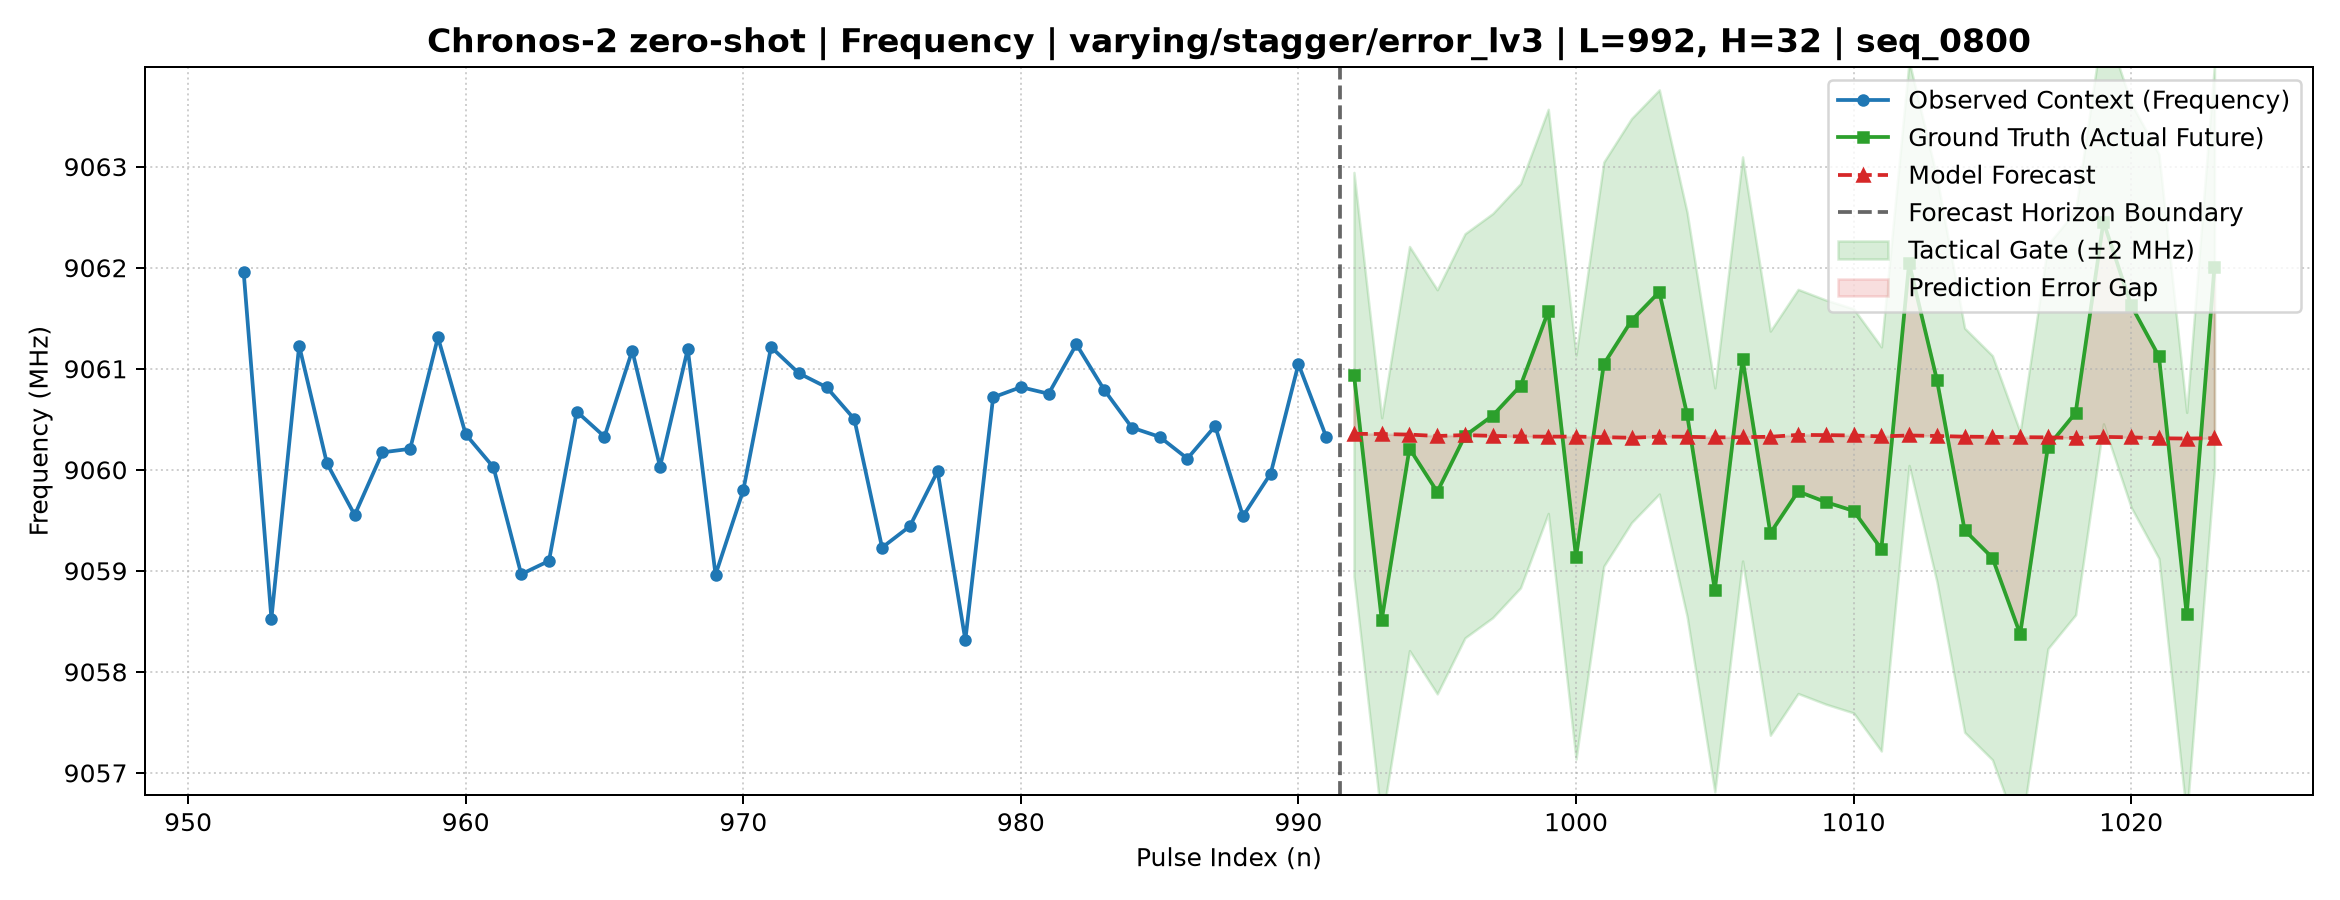 Chronos-2 zero-shot | Frequency | varying/stagger/error_lv3 | L=992, H=32 | seq_0800
Observed Context (Frequency)
Ground Truth (Actual Future)
Model Forecast
Forecast Horizon Boundary
Tactical Gate (±2 MHz)
Prediction Error Gap
Frequency (MHz)
9063
9062
9061
9060
9059
9058
9057
950 960 970 980 990 1000 1010 1020
Pulse Index (n)